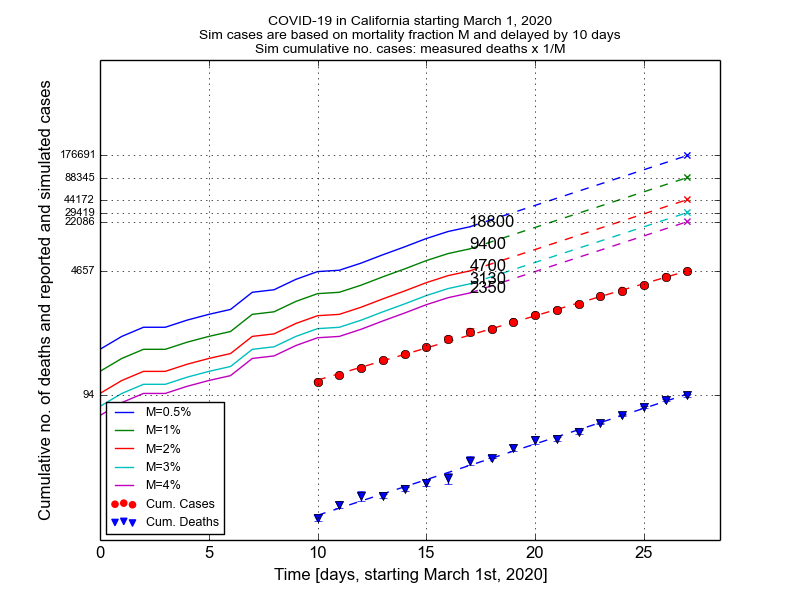 COVID-19 in California starting March 1, 2020
Sim cases are based on mortality fraction M and delayed by 10 days
Sim cumulative no. cases: measured deaths x 1/M
Cumulative no. of deaths and reported and simulated cases
176691
88345
44172
29419
22086
4657
94
18800
9400
4700
3130
2350
M=0.5%
M=1%
M=2%
M=3%
M=4%
Cum. Cases
Cum. Deaths
0 5 10 15 20 25
Time [days, starting March 1st, 2020]